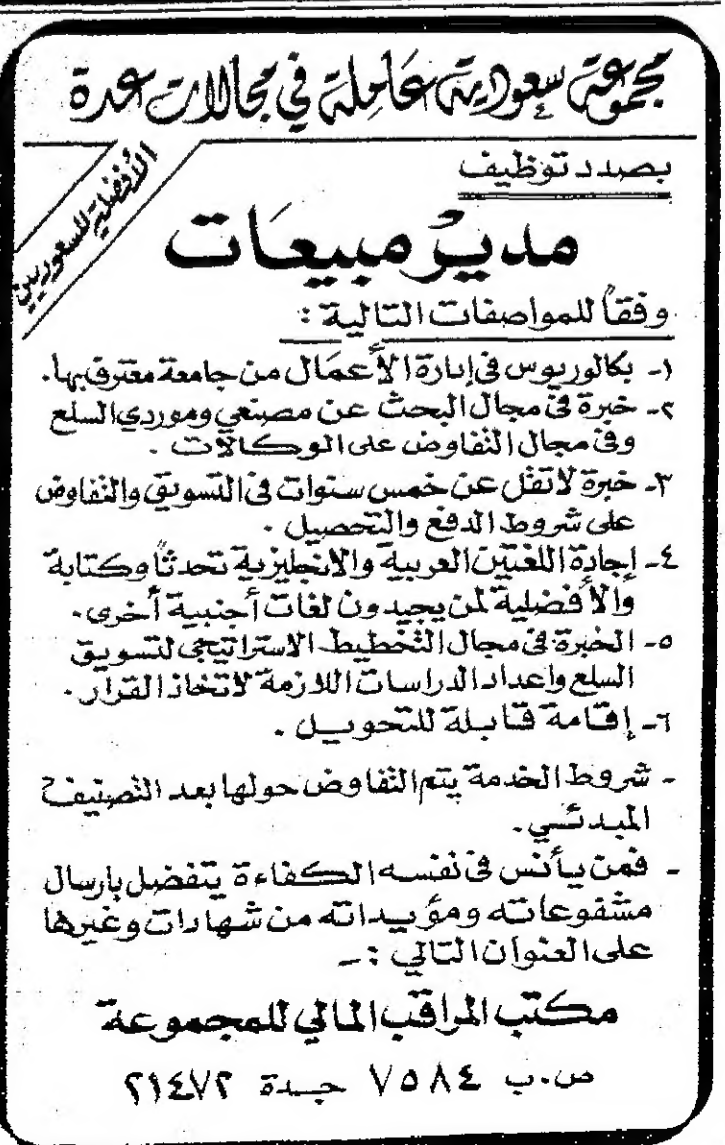 مجموعة سعودية عاملة في مجالات عدة
الأفضلية للسعوديين
بصدد توظيف
مدير مبيعات
وفقاً للمواصفات التالية :
١- بكالوريوس في إدارة الأعمال من جامعة معترف بها.
٢- خبرة في مجال البحث عن مصنعي وموردي السلع
وفي مجال التفاوض على الوكالات .
٣- خبرة لاتقل عن خمس سنوات في التسويق والتفاوض
على شروط الدفع والتحصيل .
٤- إجادة اللغتين العربية والانجليزية تحدثاً وكتابة
والأفضلية لمن يجيدون لغات أجنبية أخرى .
٥- الخبرة في مجال التخطيط الاستراتيجي لتسويق
السلع واعداد الدراسات اللازمة لاتخاذ القرار .
٦- إقامة قابلة للتحويل .
- شروط الخدمة يتم التفاوض حولها بعد التصنيف
المبدئسي .
- فمن يأنس في نفسه الكفاءة يتفضل بإرسال
مشفوعاته ومؤيداته من شهادات وغيرها
على العنوان التالي :-
مكتب المراقب المالي للمجموعة
ص.ب ٧٥٨٤ جدة ٢١٤٧٢